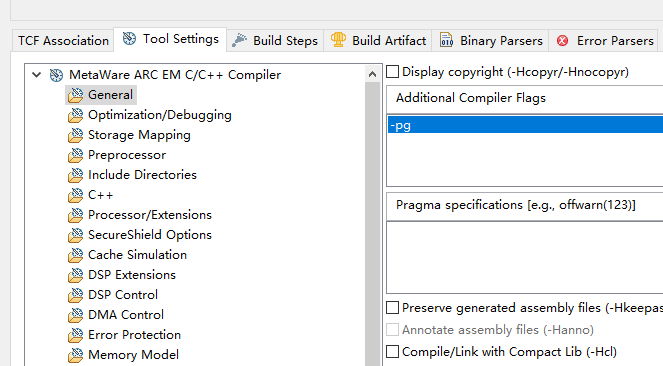 TCF Association Tool Settings Build Steps Build Artifact Binary Parsers Error Parsers
MetaWare ARC EM C/C++ Compiler
General
Optimization/Debugging
Storage Mapping
Preprocessor
Include Directories
C++
Processor/Extensions
SecureShield Options
Cache Simulation
DSP Extensions
DSP Control
DMA Control
Error Protection
Memory Model
Display copyright (-Hcopyr/-Hnocopyr)
Additional Compiler Flags
-pg
Pragma specifications [e.g., offwarn(123)]
Preserve generated assembly files (-Hkeepas
Annotate assembly files (-Hanno)
Compile/Link with Compact Lib (-Hcl)